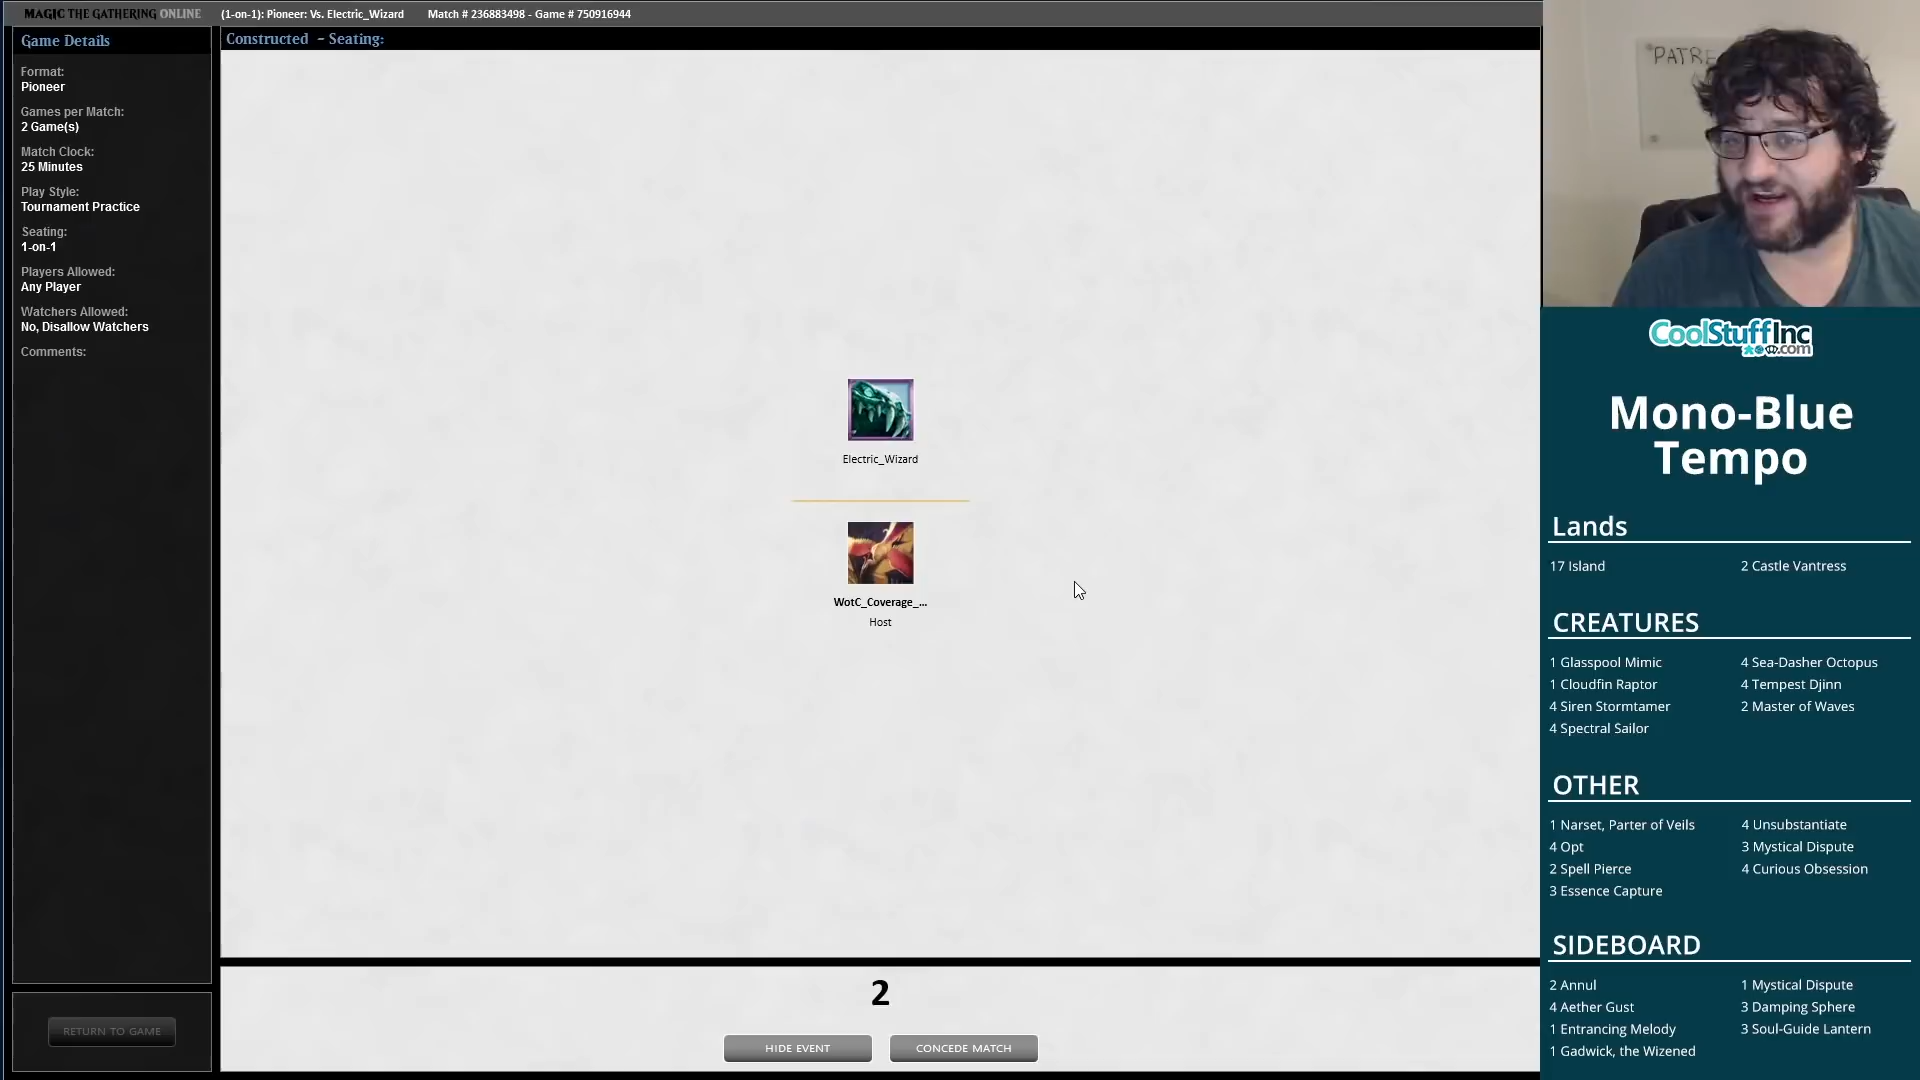 MAGIC THE GATHERING ONLINE
(1-on-1): Pioneer: Vs. Electric_Wizard Match # 236883498 - Game # 750916944
Game Details
Format:
Pioneer
Games per Match:
2 Game(s)
Match Clock:
25 Minutes
Play Style:
Tournament Practice
Seating:
1-on-1
Players Allowed:
Any Player
Watchers Allowed:
No, Disallow Watchers
Comments:
RETURN TO GAME
Constructed - Seating:
Electric_Wizard
WotC_Coverage_...
Host
2
HIDE EVENT CONCEDE MATCH
PATRE
CoolStuffInc
.com
Mono-Blue
Tempo
Lands
17 Island 2 Castle Vantress
CREATURES
1 Glasspool Mimic 4 Sea-Dasher Octopus
1 Cloudfin Raptor 4 Tempest Djinn
4 Siren Stormtamer 2 Master of Waves
4 Spectral Sailor
OTHER
1 Narset, Parter of Veils 4 Unsubstantiate
4 Opt 3 Mystical Dispute
2 Spell Pierce 4 Curious Obsession
3 Essence Capture
SIDEBOARD
2 Annul 1 Mystical Dispute
4 Aether Gust 3 Damping Sphere
1 Entrancing Melody 3 Soul-Guide Lantern
1 Gadwick, the Wizened